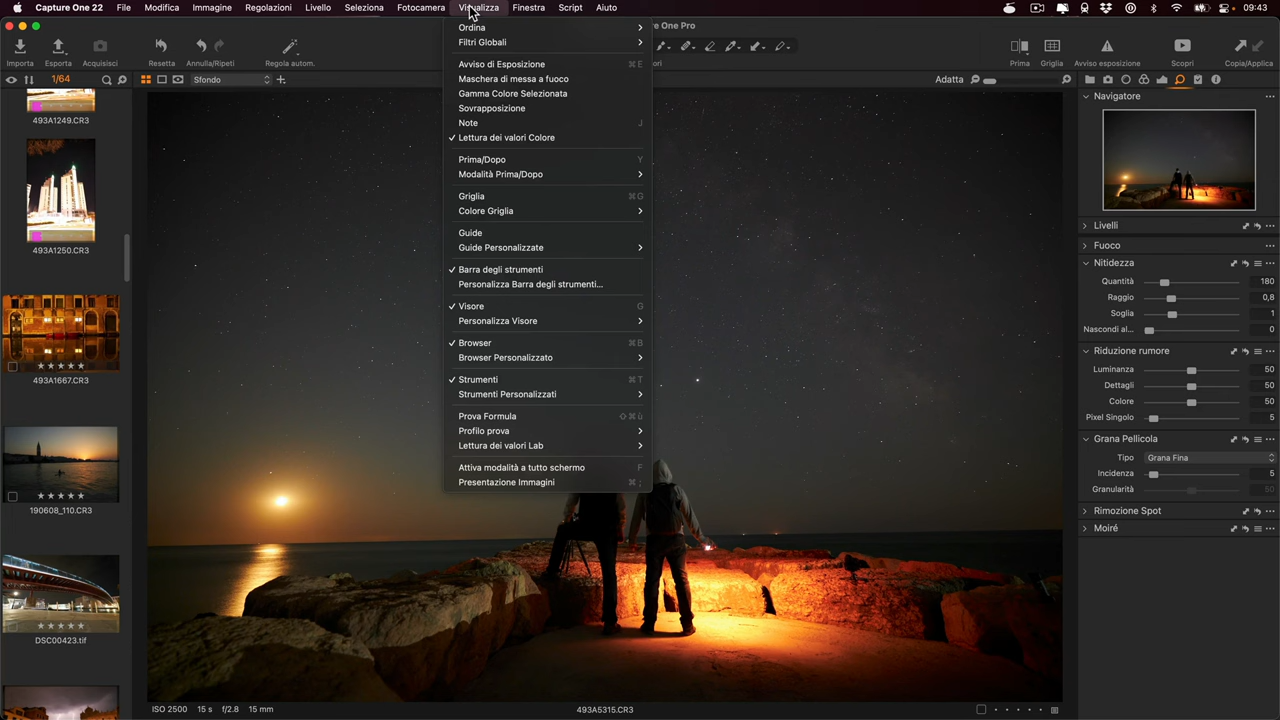 Capture One 22 File Modifica Immagine Regolazioni Livello Seleziona Fotocamera Visualizza Finestra Script Aiuto 09:43
re One Pro
Importa Esporta Acquisisci Resetta Annulla/Ripeti Regola autom. ori Prima Griglia Avviso esposizione Scopri Copia/Applica
1/64 Sfondo Adatta
Ordina
Filtri Globali
Avviso di Esposizione ⌘ E
Maschera di messa a fuoco
Gamma Colore Selezionata
Sovrapposizione
Note J
✓ Lettura dei valori Colore
Prima/Dopo Y
Modalità Prima/Dopo
Griglia ⌘ G
Colore Griglia
Guide
Guide Personalizzate
✓ Barra degli strumenti
Personalizza Barra degli strumenti...
✓ Visore G
Personalizza Visore
✓ Browser ⌘ B
Browser Personalizzato
✓ Strumenti ⌘ T
Strumenti Personalizzati
Prova Formula ⇧ ⌘ ù
Profilo prova
Lettura dei valori Lab
Attiva modalità a tutto schermo F
Presentazione Immagini ⌘ ;
493A1249.CR3
493A1250.CR3
493A1667.CR3
190608_110.CR3
DSC00423.tif
ISO 2500 15 s f/2.8 15 mm 493A5315.CR3
Navigatore
Livelli
Fuoco
Nitidezza
Quantità 180
Raggio 0,8
Soglia 1
Nascondi al... 0
Riduzione rumore
Luminanza 50
Dettagli 50
Colore 50
Pixel Singolo 5
Grana Pellicola
Tipo Grana Fina
Incidenza 5
Granularità 50
Rimozione Spot
Moiré